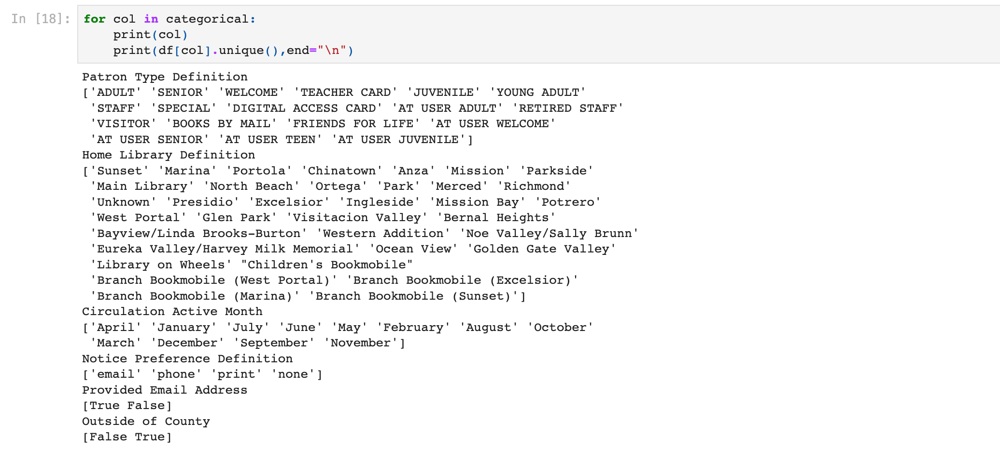 In [18]: for col in categorical:
    print(col)
    print(df[col].unique(),end="\n")
Patron Type Definition
['ADULT' 'SENIOR' 'WELCOME' 'TEACHER CARD' 'JUVENILE' 'YOUNG ADULT'
 'STAFF' 'SPECIAL' 'DIGITAL ACCESS CARD' 'AT USER ADULT' 'RETIRED STAFF'
 'VISITOR' 'BOOKS BY MAIL' 'FRIENDS FOR LIFE' 'AT USER WELCOME'
 'AT USER SENIOR' 'AT USER TEEN' 'AT USER JUVENILE']
Home Library Definition
['Sunset' 'Marina' 'Portola' 'Chinatown' 'Anza' 'Mission' 'Parkside'
 'Main Library' 'North Beach' 'Ortega' 'Park' 'Merced' 'Richmond'
 'Unknown' 'Presidio' 'Excelsior' 'Ingleside' 'Mission Bay' 'Potrero'
 'West Portal' 'Glen Park' 'Visitacion Valley' 'Bernal Heights'
 'Bayview/Linda Brooks-Burton' 'Western Addition' 'Noe Valley/Sally Brunn'
 'Eureka Valley/Harvey Milk Memorial' 'Ocean View' 'Golden Gate Valley'
 'Library on Wheels' "Children's Bookmobile"
 'Branch Bookmobile (West Portal)' 'Branch Bookmobile (Excelsior)'
 'Branch Bookmobile (Marina)' 'Branch Bookmobile (Sunset)']
Circulation Active Month
['April' 'January' 'July' 'June' 'May' 'February' 'August' 'October'
 'March' 'December' 'September' 'November']
Notice Preference Definition
['email' 'phone' 'print' 'none']
Provided Email Address
[True False]
Outside of County
[False True]